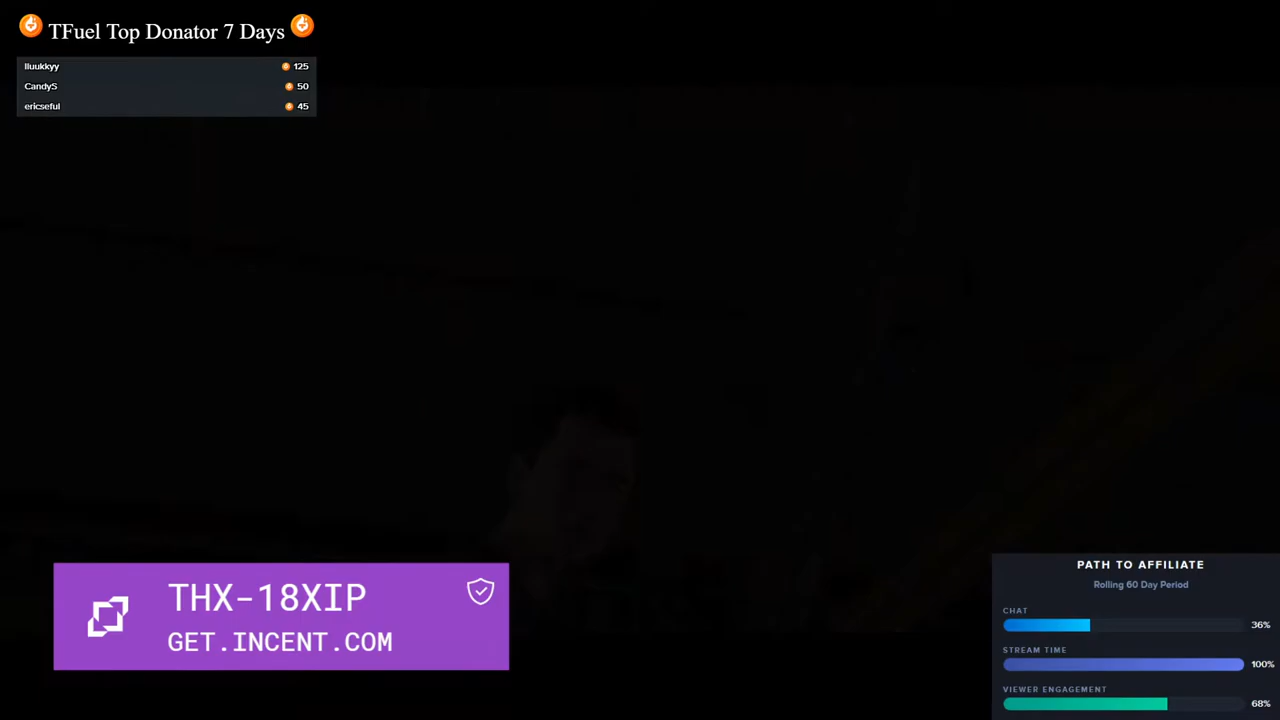 TFuel Top Donator 7 Days
lluukkyy 125
CandyS 50
ericseful 45
THX-18XIP
GET.INCENT.COM
PATH TO AFFILIATE
Rolling 60 Day Period
CHAT
36%
STREAM TIME
100%
VIEWER ENGAGEMENT
68%